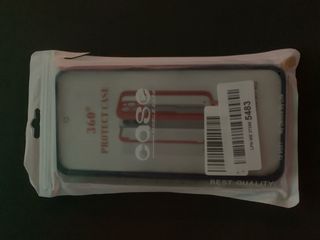 360°
PROTECT CASE
case
5483
BEST QUALITY